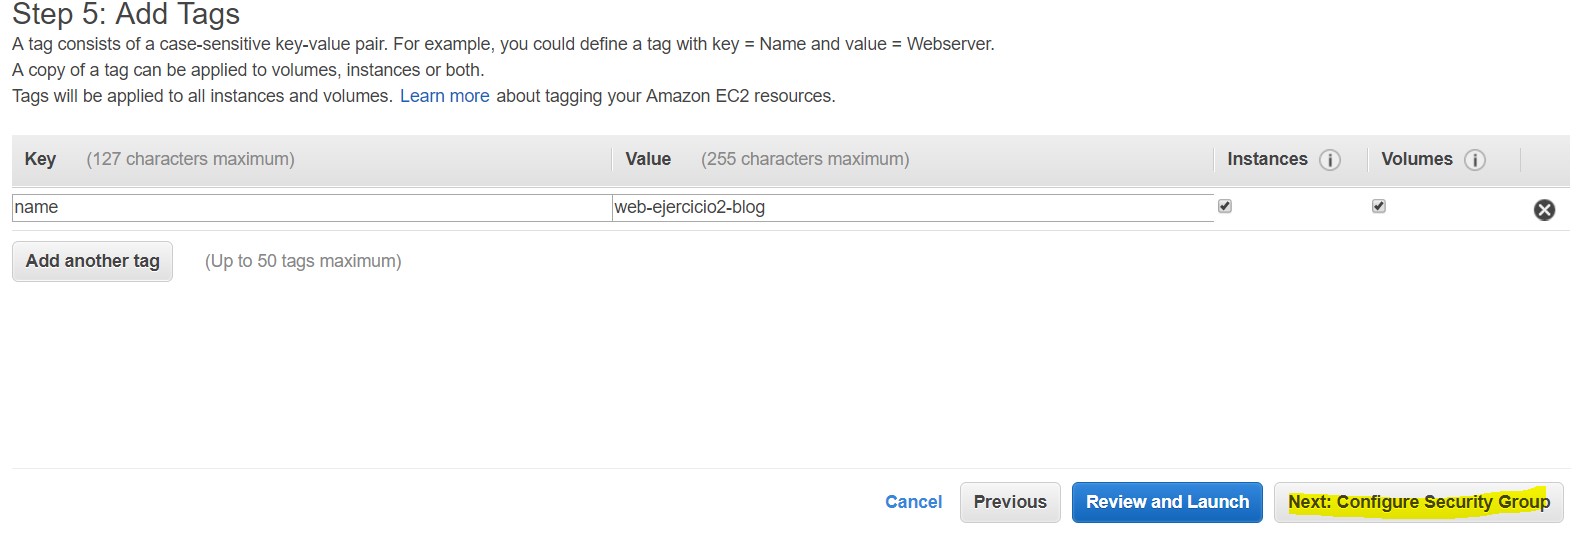 Step 5: Add Tags
A tag consists of a case-sensitive key-value pair. For example, you could define a tag with key = Name and value = Webserver.
A copy of a tag can be applied to volumes, instances or both.
Tags will be applied to all instances and volumes. Learn more about tagging your Amazon EC2 resources.
Key (127 characters maximum) Value (255 characters maximum) Instances i Volumes i
name web-ejercicio2-blog
Add another tag (Up to 50 tags maximum)
Cancel Previous Review and Launch Next: Configure Security Group